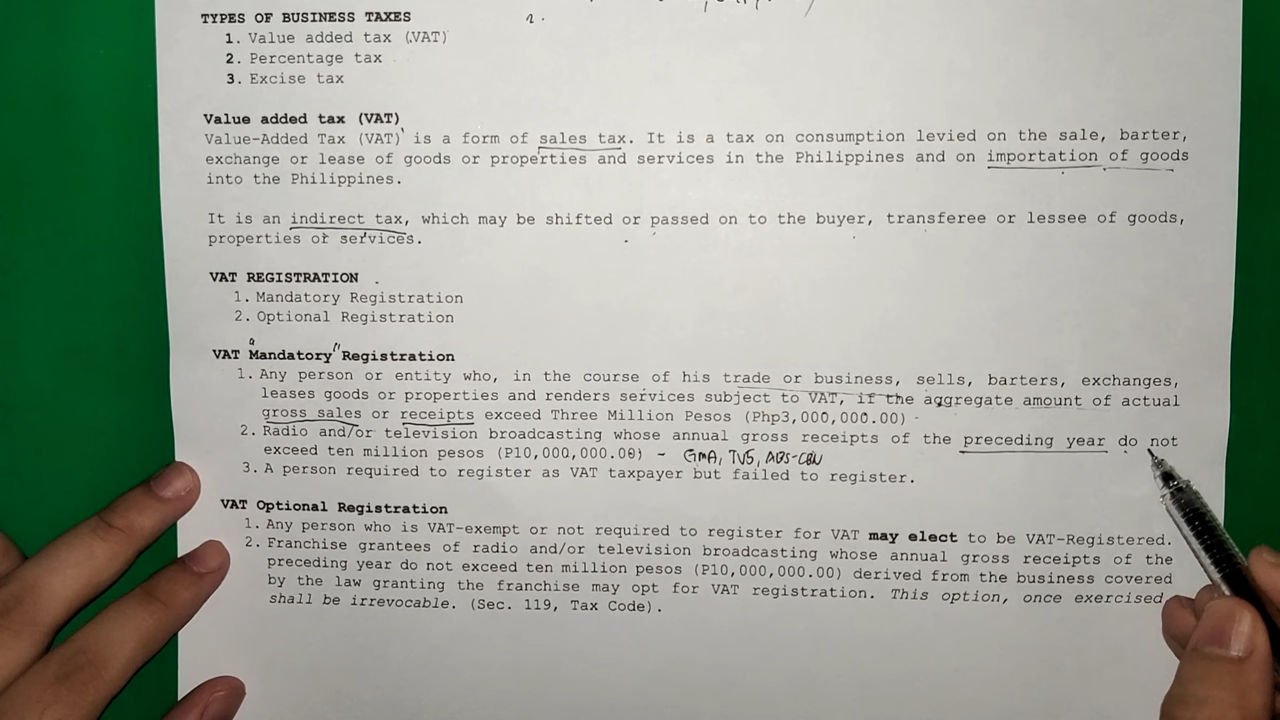 TYPES OF BUSINESS TAXES 2.
1. Value added tax (VAT)
2. Percentage tax
3. Excise tax
Value added tax (VAT)
Value-Added Tax (VAT) is a form of sales tax. It is a tax on consumption levied on the sale, barter,
exchange or lease of goods or properties and services in the Philippines and on importation of goods
into the Philippines.
It is an indirect tax, which may be shifted or passed on to the buyer, transferee or lessee of goods,
properties or services.
VAT REGISTRATION
1. Mandatory Registration
2. Optional Registration
VAT Mandatory Registration
1. Any person or entity who, in the course of his trade or business, sells, barters, exchanges,
leases goods or properties and renders services subject to VAT, if the aggregate amount of actual
gross sales or receipts exceed Three Million Pesos (Php3,000,000.00)
2. Radio and/or television broadcasting whose annual gross receipts of the preceding year do not
exceed ten million pesos (P10,000,000.00) - GMA, TV5, ABS-CBN
3. A person required to register as VAT taxpayer but failed to register.
VAT Optional Registration
1. Any person who is VAT-exempt or not required to register for VAT may elect to be VAT-Registered.
2. Franchise grantees of radio and/or television broadcasting whose annual gross receipts of the
preceding year do not exceed ten million pesos (P10,000,000.00) derived from the business covered
by the law granting the franchise may opt for VAT registration. This option, once exercised
shall be irrevocable. (Sec. 119, Tax Code).